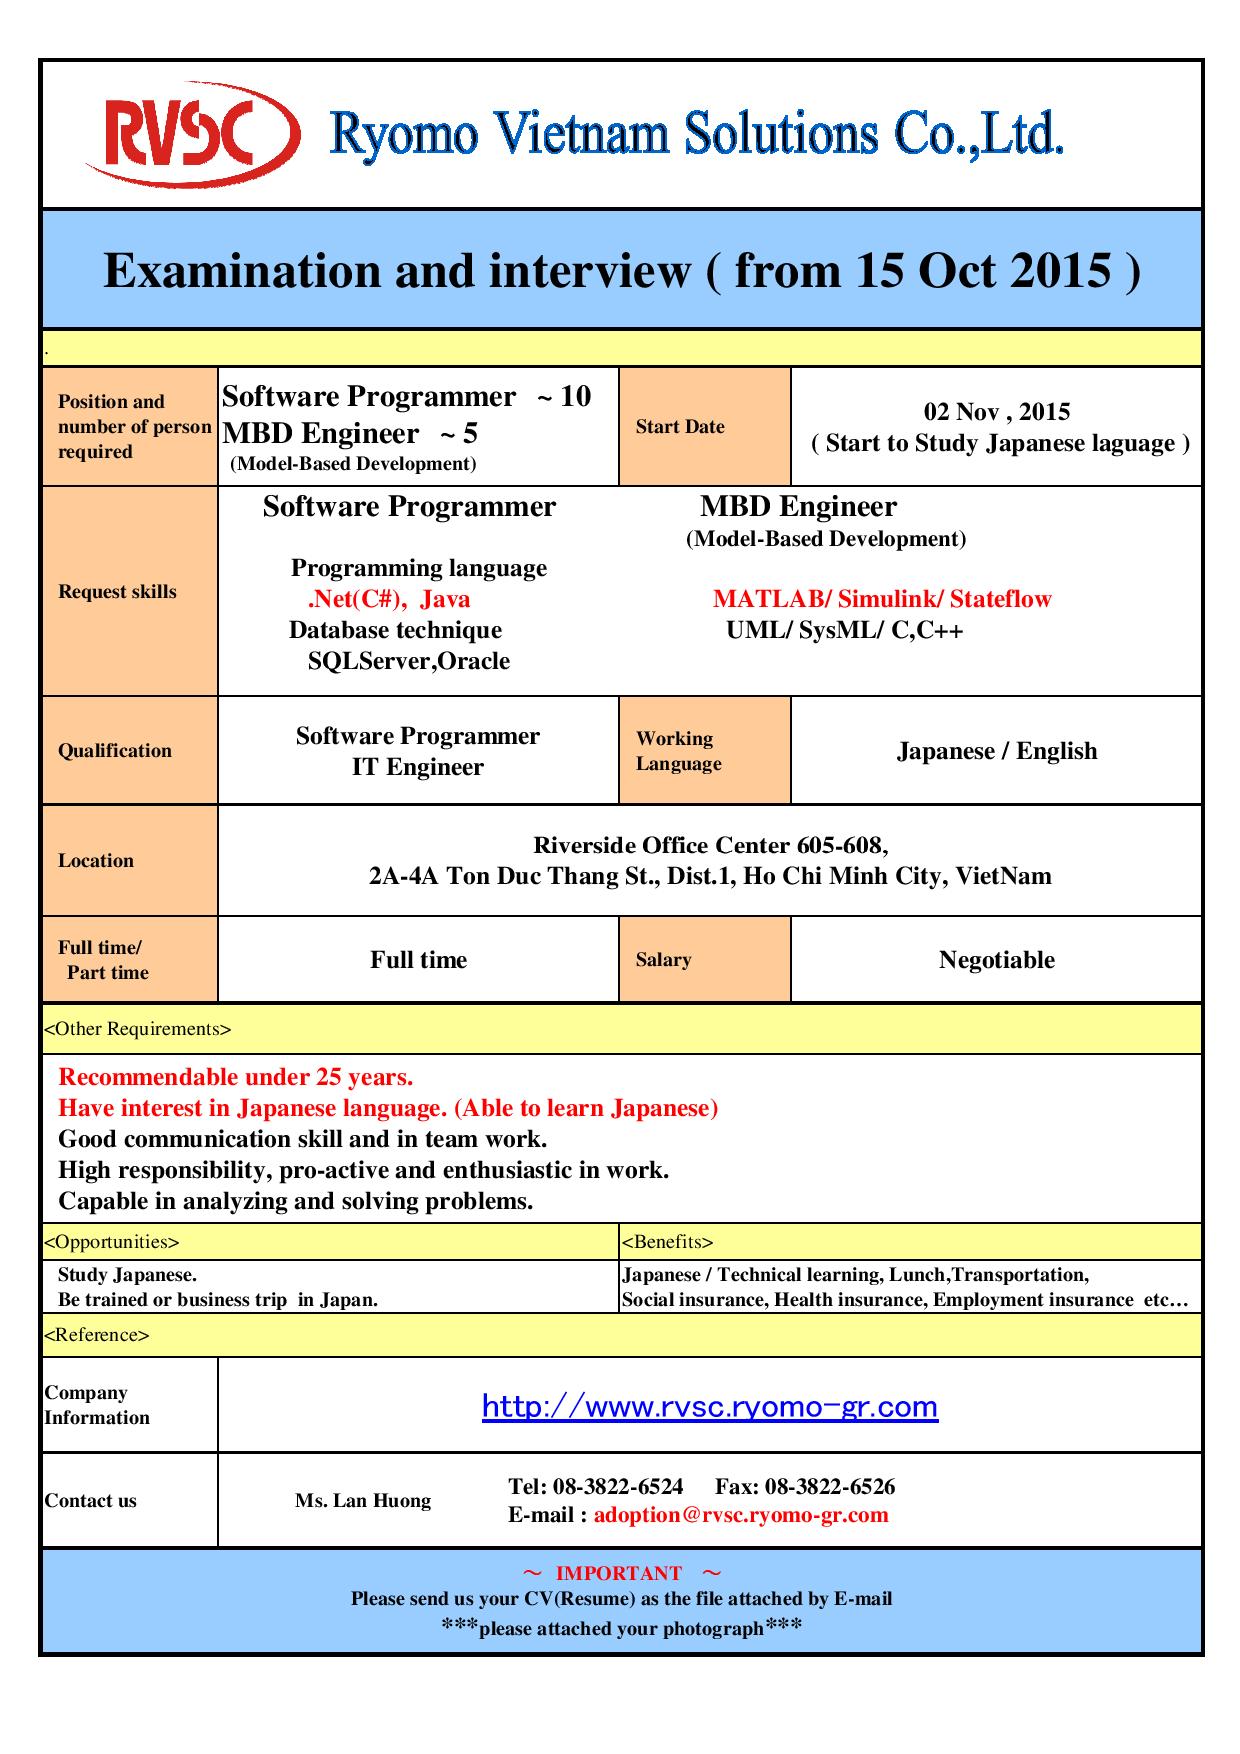 RVSC Ryomo Vietnam Solutions Co.,Ltd.
Examination and interview ( from 15 Oct 2015 )
.
Position and
number of person
required
Software Programmer ~ 10
MBD Engineer ~ 5
(Model-Based Development)
Start Date
02 Nov , 2015
( Start to Study Japanese laguage )
Request skills
Software Programmer
Programming language
.Net(C#), Java
Database technique
SQLServer,Oracle
MBD Engineer
(Model-Based Development)
MATLAB/ Simulink/ Stateflow
UML/ SysML/ C,C++
Qualification
Software Programmer
IT Engineer
Working
Language
Japanese / English
Location
Riverside Office Center 605-608,
2A-4A Ton Duc Thang St., Dist.1, Ho Chi Minh City, VietNam
Full time/
Part time
Full time
Salary
Negotiable
<Other Requirements>
Recommendable under 25 years.
Have interest in Japanese language. (Able to learn Japanese)
Good communication skill and in team work.
High responsibility, pro-active and enthusiastic in work.
Capable in analyzing and solving problems.
<Opportunities>
Study Japanese.
Be trained or business trip in Japan.
<Benefits>
Japanese / Technical learning, Lunch,Transportation,
Social insurance, Health insurance, Employment insurance etc…
<Reference>
Company
Information
http://www.rvsc.ryomo-gr.com
Contact us
Ms. Lan Huong
Tel: 08-3822-6524 Fax: 08-3822-6526
E-mail : adoption@rvsc.ryomo-gr.com
～ IMPORTANT ～
Please send us your CV(Resume) as the file attached by E-mail
***please attached your photograph***